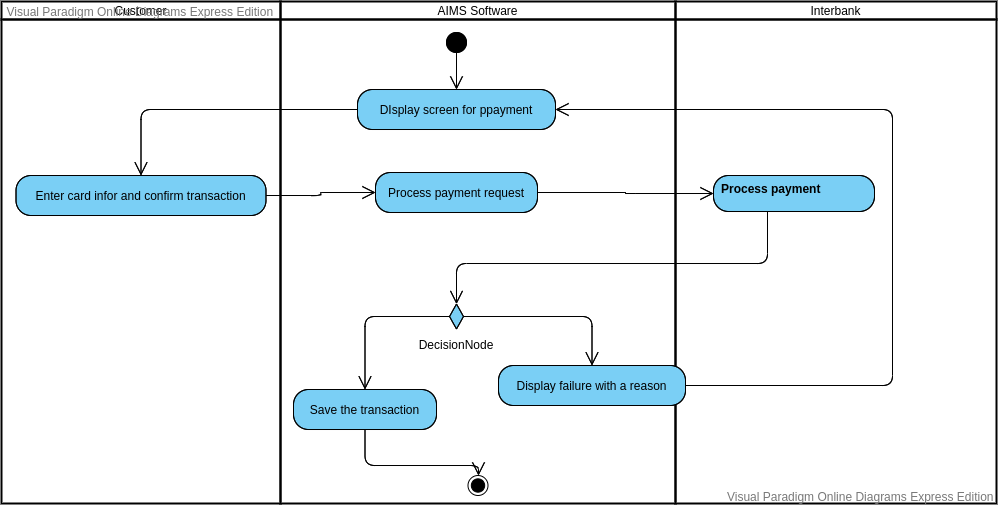 Visual Paradigm Online Diagrams Express Edition
Customer
AIMS Software
Interbank
DIsplay screen for ppayment
Enter card infor and confirm transaction
Process payment request
Process payment
DecisionNode
Display failure with a reason
Save the transaction
Visual Paradigm Online Diagrams Express Edition